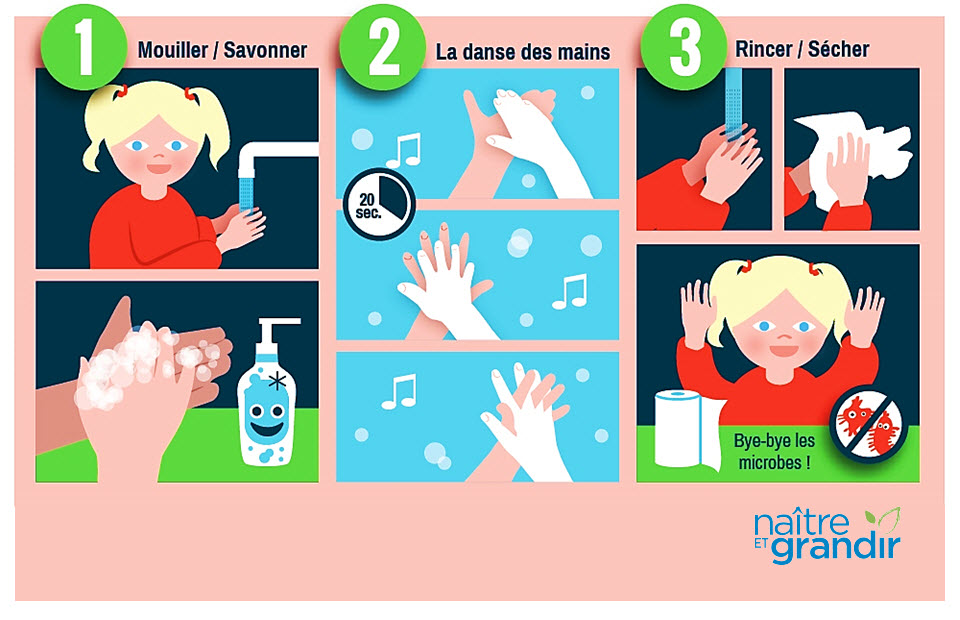 1
Mouiller / Savonner
2
La danse des mains
20
sec.
3
Rincer / Sécher
Bye-bye les
microbes !
naître
ET grandir